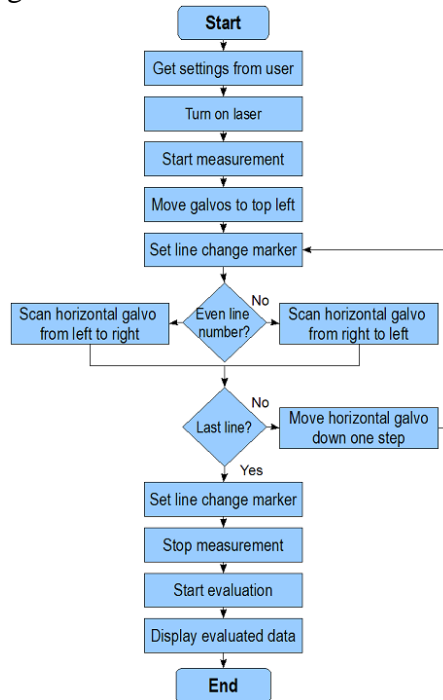 Start
Get settings from user
Turn on laser
Start measurement
Move galvos to top left
Set line change marker
Even line
number?
No
Scan horizontal galvo
from left to right
Scan horizontal galvo
from right to left
Last line?
No
Move horizontal galvo
down one step
Yes
Set line change marker
Stop measurement
Start evaluation
Display evaluated data
End